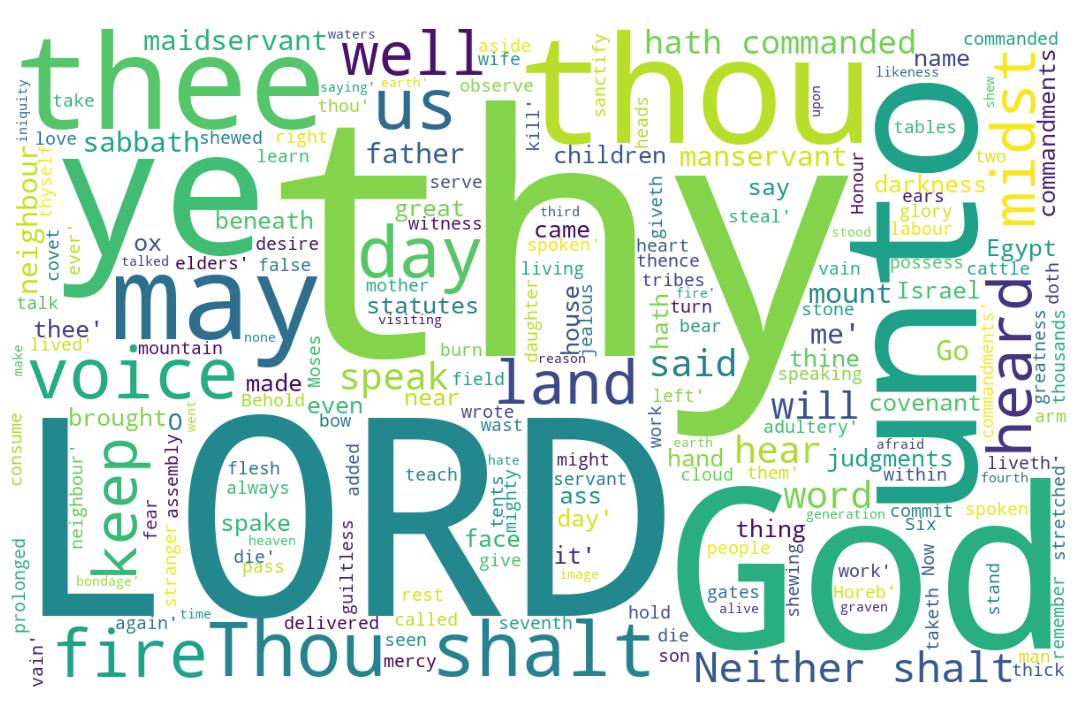 thee
maidservant
waters
well
aside
wife
thou
hath commanded
commanded
name
likeness
commandments
midst
shew
iniquity
take
saying'
earth'
thou'
us
observe
kill'
sanctify
heads
upon
unto
tables
two
love
sabbath
shewed
right
learn
father
children
manservant
Honour
darkness
ears
glory
labour
neighbour
thyself
ye
thy
serve
great
witness
third
came
spoken'
giveth
heart
thence
say
steal'
stood
covet
ever'
ox
talked
elders'
beneath
desire
false
day
mother
statutes
visiting
living
daughter
house
jealous
tribes
hath
fire'
turn
bear
vain
mount
stone
possess
cattle
Israel
Egypt
doth
heard
talk
may
none
thee'
lived'
make
mountain
Moses
burn
reason
me'
thine
speaking
Go
commandments'
greatness
thousands
voice
made
Behold
speak
field
land
said
left'
near
even
bow
will
covenant
arm
brought
O
went
wrote
wast
work
adultery'
earth
afraid
consume
keep
neighbour'
fear
assembly
stranger
LORD
flesh
always
added
teach
hate
tents
mighty
might
servant
ass
day'
hand
cloud
hear
them'
judgments
within
liveth'
fourth
spake
heaven
die'
pass
guiltless
face
give
it'
image
God
word
generation
thing
people
commit
Six
spoken
stretched
bondage'
prolonged
again'
time
delivered
rest
called
seventh
hold
gates
alive
shewing
work'
Horeb'
graven
taketh
Now
stand
remember
vain'
fire
Thou shalt
seen
mercy
die
son
Neither shalt
man
thick